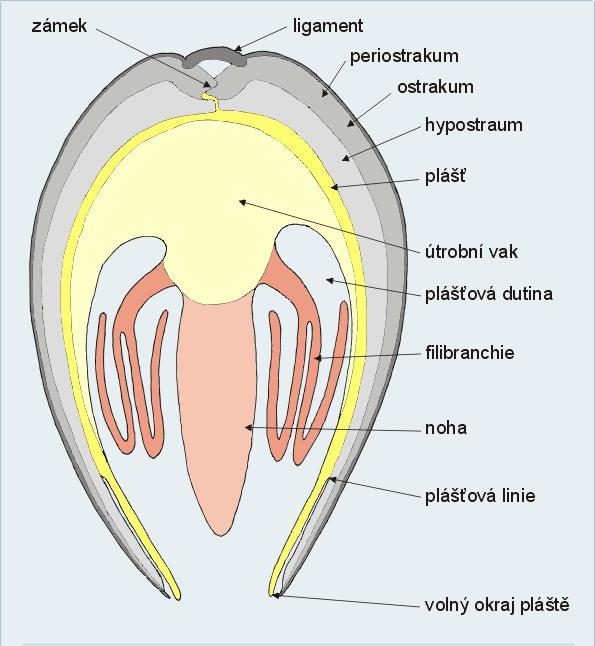 zámek
ligament
periostrakum
ostrakum
hypostraum
plášť
útrobní vak
plášťová dutina
filibranchie
noha
plášťová linie
volný okraj pláště